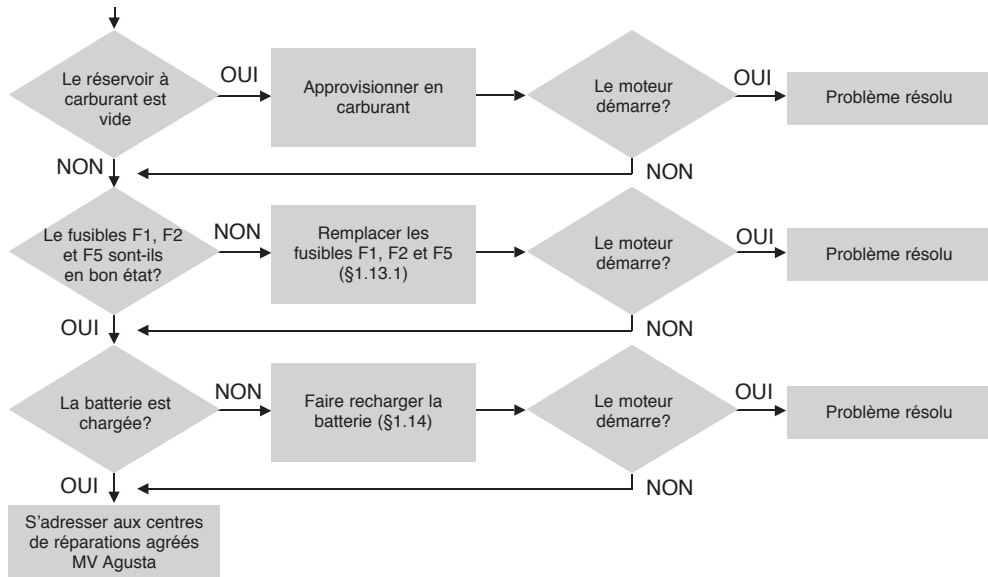 Le réservoir à
carburant est
vide
OUI
Approvisionner en
carburant
Le moteur
démarre?
OUI
Problème résolu
NON
NON
Le fusibles F1, F2
et F5 sont-ils
en bon état?
NON
Remplacer les
fusibles F1, F2 et F5
(§1.13.1)
Le moteur
démarre?
OUI
Problème résolu
OUI
NON
La batterie est
chargée?
NON
Faire recharger la
batterie (§1.14)
Le moteur
démarre?
OUI
Problème résolu
OUI
NON
S’adresser aux centres
de réparations agréés
MV Agusta